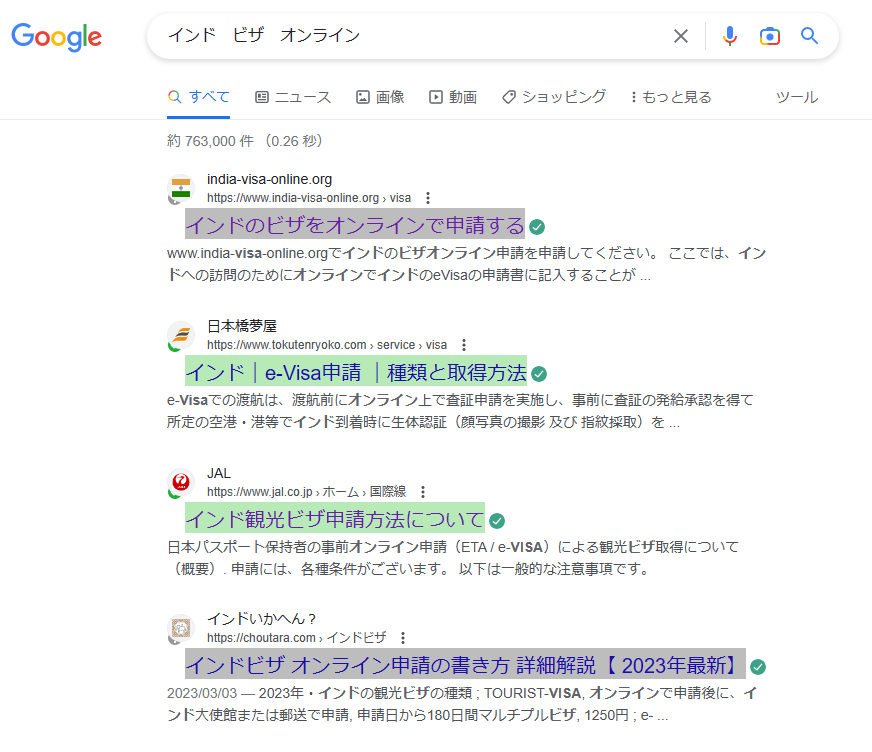 Google
インド　ビザ　オンライン
すべて ニュース 画像 動画 ショッピング もっと見る ツール
約 763,000 件 （0.26 秒）
india-visa-online.org
https://www.india-visa-online.org › visa
インドのビザをオンラインで申請する
www.india-visa-online.orgでインドのビザオンライン申請を申請してください。 ここでは、イン
ドへの訪問のためにオンラインでインドのeVisaの申請書に記入することが ...
日本橋夢屋
https://www.tokutenryoko.com › service › visa
インド｜e-Visa申請 ｜種類と取得方法
e-Visaでの渡航は、渡航前にオンライン上で査証申請を実施し、事前に査証の発給承認を得て
所定の空港・港等でインド到着時に生体認証（顔写真の撮影 及び 指紋採取）を ...
JAL
https://www.jal.co.jp › ホーム › 国際線
インド観光ビザ申請方法について
日本パスポート保持者の事前オンライン申請（ETA / e-VISA）による観光ビザ取得について
（概要）. 申請には、各種条件がございます。 以下は一般的な注意事項です。
インドいかへん？
https://choutara.com › インドビザ
インドビザ オンライン申請の書き方 詳細解説【 2023年最新】
2023/03/03 — 2023年・インドの観光ビザの種類 ; TOURIST-VISA, オンラインで申請後に、イ
ンド大使館または郵送で申請, 申請日から180日間マルチプルビザ, 1250円 ; e- ...